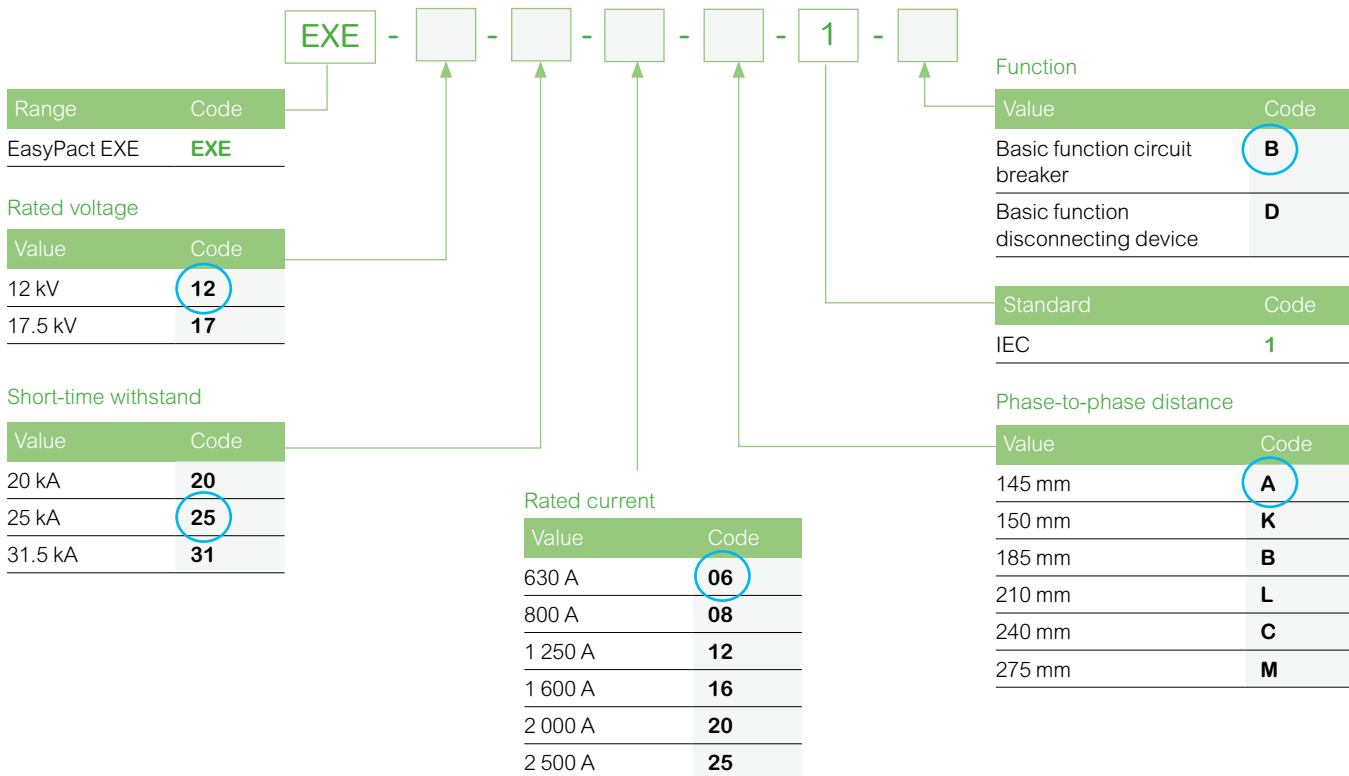 EXE - - - - - 1 -
Range Code
EasyPact EXE EXE
Rated voltage
Value Code
12 kV 12
17.5 kV 17
Short-time withstand
Value Code
20 kA 20
25 kA 25
31.5 kA 31
Rated current
Value Code
630 A 06
800 A 08
1 250 A 12
1 600 A 16
2 000 A 20
2 500 A 25
Function
Value Code
Basic function circuit B
breaker
Basic function D
disconnecting device
Standard Code
IEC 1
Phase-to-phase distance
Value Code
145 mm A
150 mm K
185 mm B
210 mm L
240 mm C
275 mm M